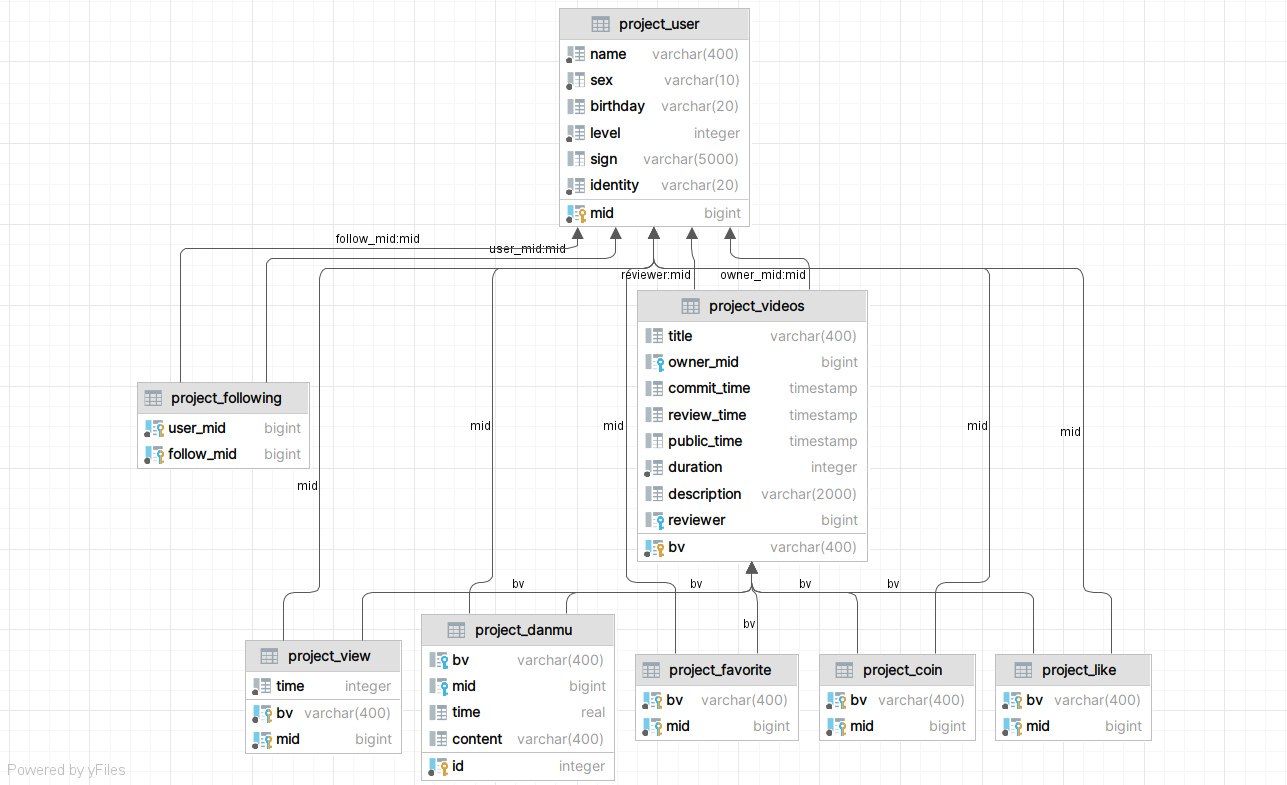 project_user
name varchar(400)
sex varchar(10)
birthday varchar(20)
level integer
sign varchar(5000)
identity varchar(20)
mid bigint
follow_mid:mid
user_mid:mid
reviewer:mid
owner_mid:mid
project_videos
title varchar(400)
owner_mid bigint
commit_time timestamp
review_time timestamp
public_time timestamp
duration integer
description varchar(2000)
reviewer bigint
bv varchar(400)
project_following
user_mid bigint
follow_mid bigint
mid
mid
mid
mid
mid
bv
bv
bv
bv
bv
project_view
time integer
bv varchar(400)
mid bigint
project_danmu
bv varchar(400)
mid bigint
time real
content varchar(400)
id integer
project_favorite
bv varchar(400)
mid bigint
project_coin
bv varchar(400)
mid bigint
project_like
bv varchar(400)
mid bigint
Powered by yFiles